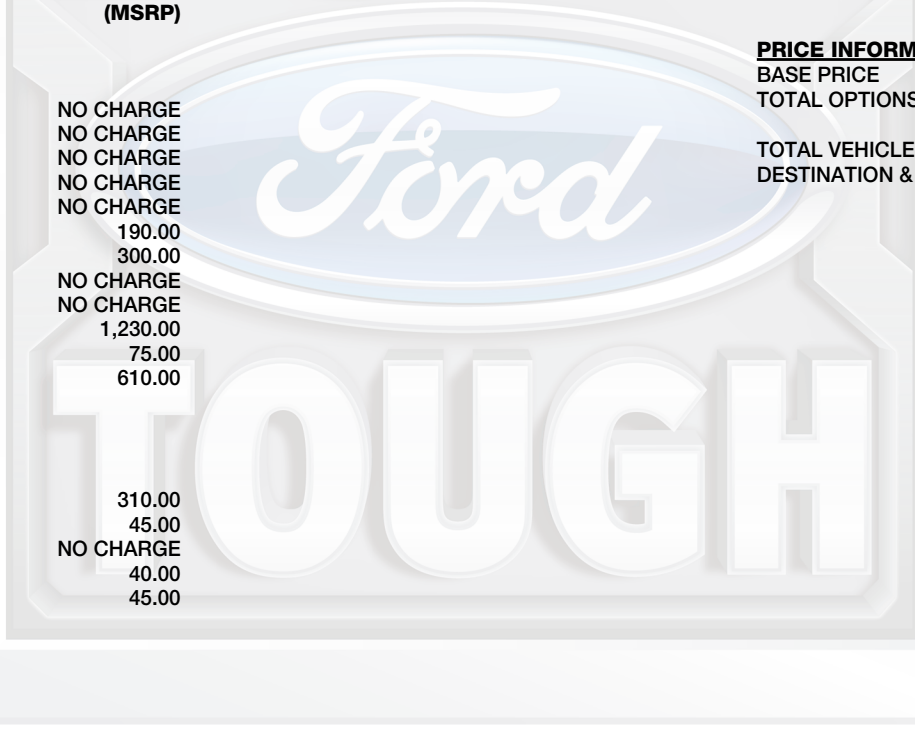 (MSRP)
NO CHARGE
NO CHARGE
NO CHARGE
NO CHARGE
NO CHARGE
190.00
300.00
NO CHARGE
NO CHARGE
1,230.00
75.00
610.00
310.00
45.00
NO CHARGE
40.00
45.00
PRICE INFORM
BASE PRICE
TOTAL OPTIONS
TOTAL VEHICLE
DESTINATION &
Ford
TOUGH